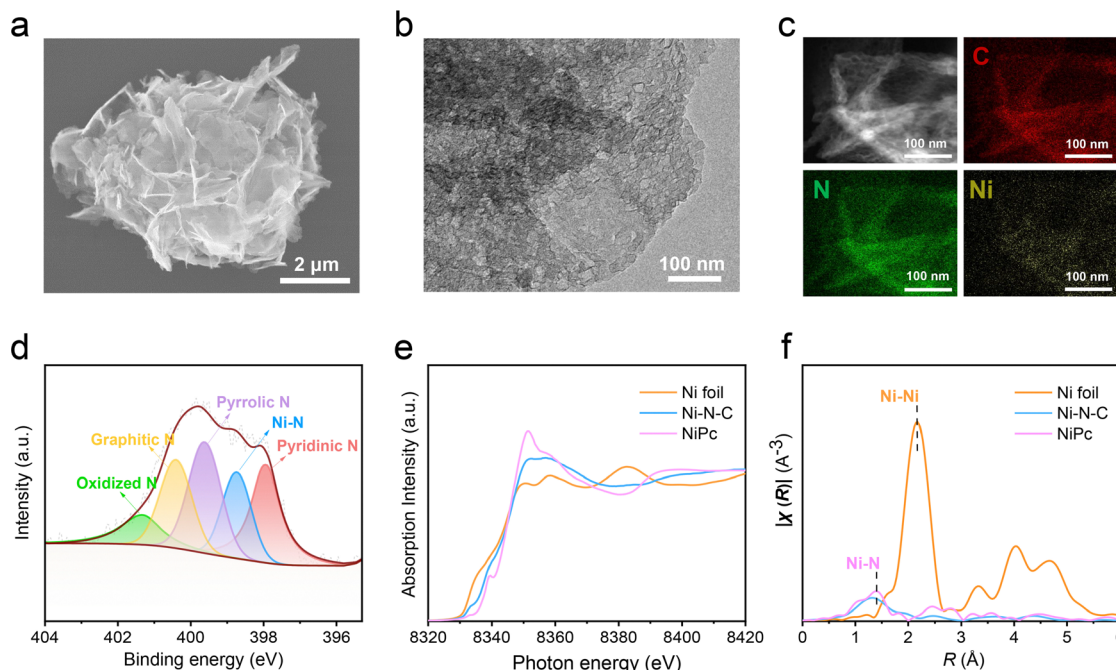 a
2 μm
b
100 nm
c
100 nm
C
100 nm
N
100 nm
Ni
100 nm
d
Intensity (a.u.)
Oxidized N
Graphitic N
Pyrrolic N
Ni-N
Pyridinic N
404 402 400 398 396
Binding energy (eV)
e
Absorption Intensity (a.u.)
Ni foil
Ni-N-C
NiPc
8320 8340 8360 8380 8400 8420
Photon energy (eV)
f
|χ(R)| (A⁻³)
Ni-Ni
Ni-N
Ni foil
Ni-N-C
NiPc
0 1 2 3 4 5 6
R (Å)